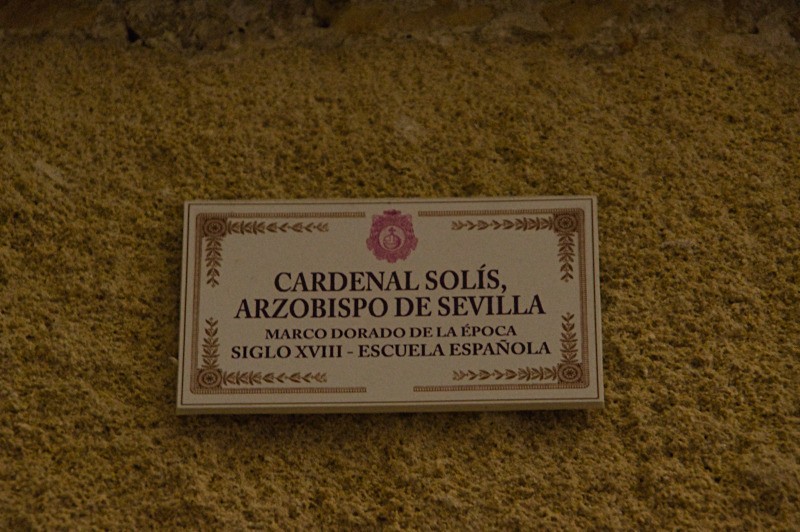 CARDENAL SOLÍS,
ARZOBISPO DE SEVILLA
MARCO DORADO DE LA ÉPOCA
SIGLO XVIII - ESCUELA ESPAÑOLA